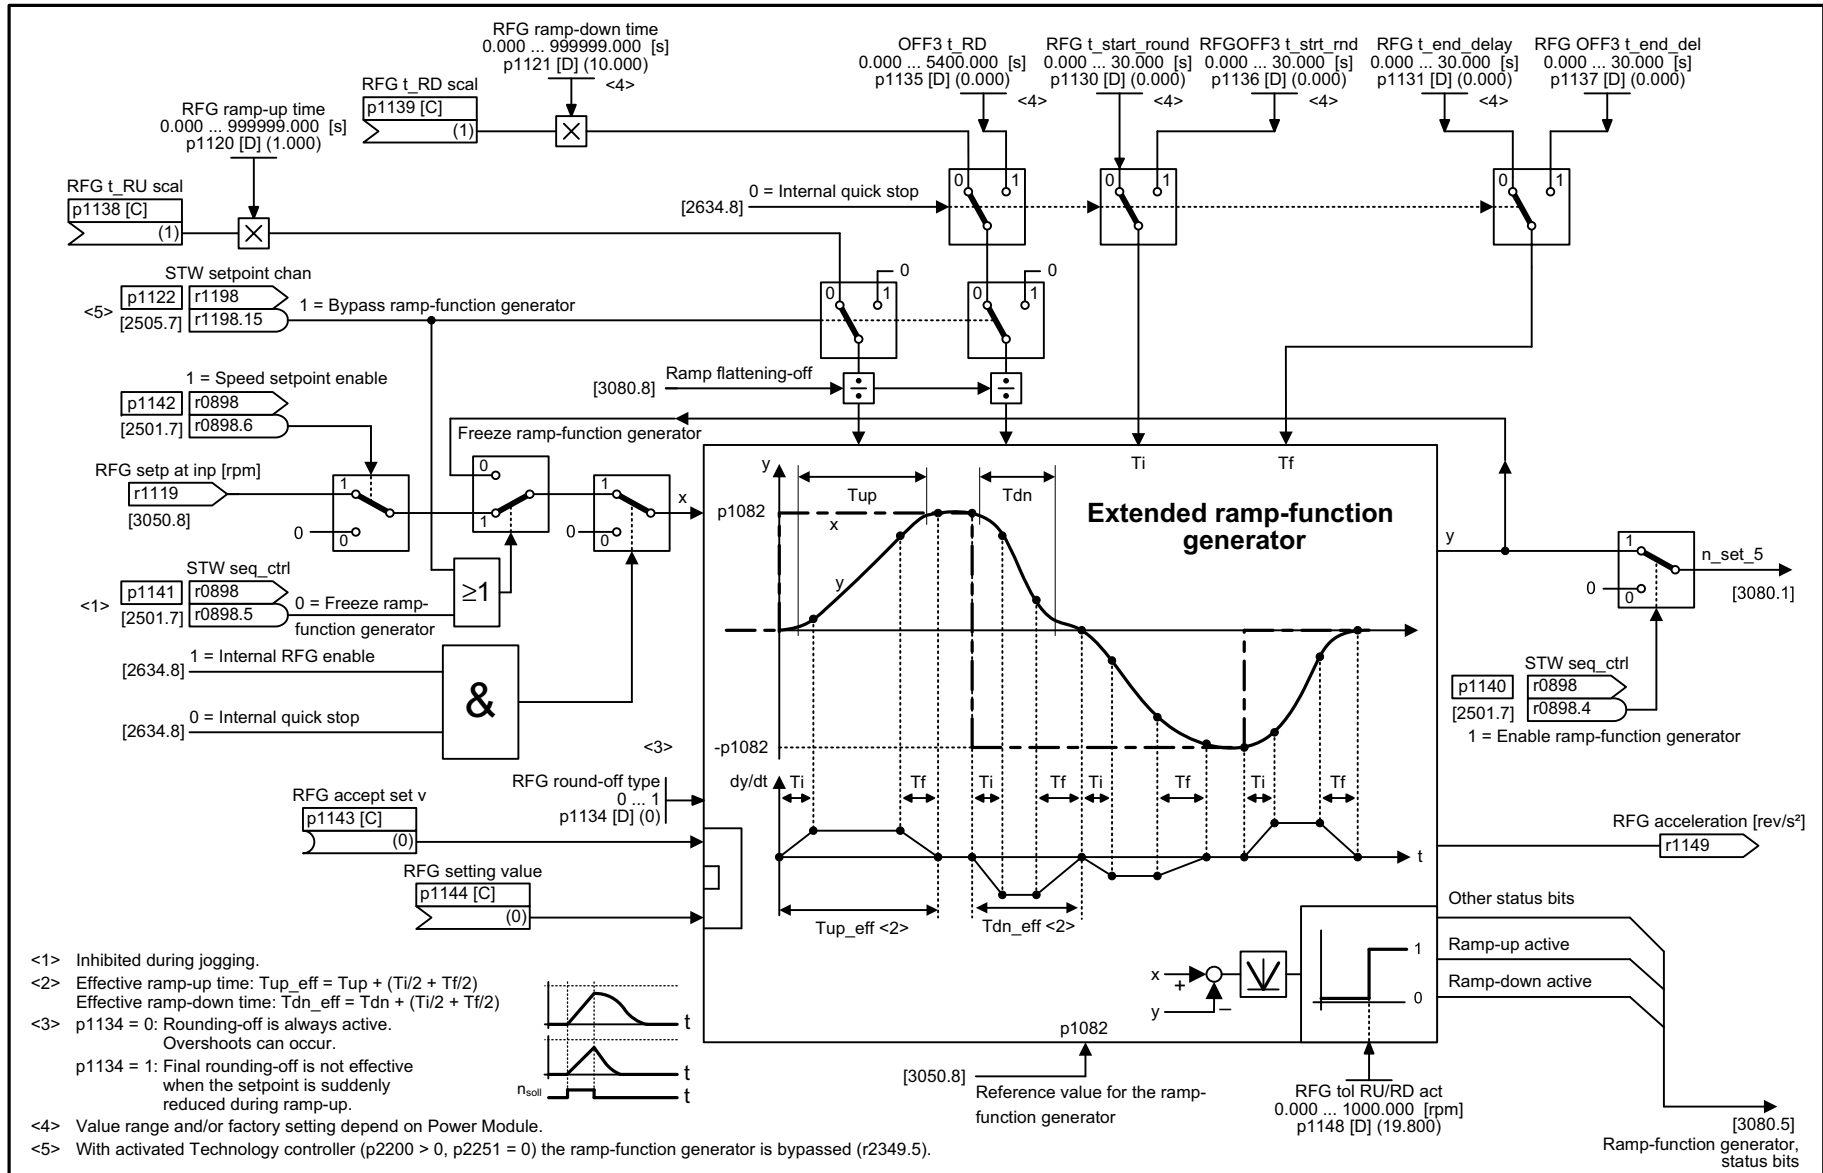 RFG ramp-down time
0.000 ... 999999.000 [s]
p1121 [D] (10.000)
<4>
OFF3 t_RD
0.000 ... 5400.000 [s]
p1135 [D] (0.000)
<4>
RFG t_start_round
0.000 ... 30.000 [s]
p1130 [D] (0.000)
<4>
RFGOFF3 t_strt_rnd
0.000 ... 30.000 [s]
p1136 [D] (0.000)
<4>
RFG t_end_delay
0.000 ... 30.000 [s]
p1131 [D] (0.000)
<4>
RFG OFF3 t_end_del
0.000 ... 30.000 [s]
p1137 [D] (0.000)
RFG t_RD scal
p1139 [C]
(1)
RFG ramp-up time
0.000 ... 999999.000 [s]
p1120 [D] (1.000)
RFG t_RU scal
p1138 [C]
(1)
0 = Internal quick stop
[2634.8]
0 1
0 1
0 1
STW setpoint chan
<5>
p1122
r1198
[2505.7]
r1198.15
1 = Bypass ramp-function generator
0
0 1
0
0 1
Ramp flattening-off
[3080.8]
÷
÷
1 = Speed setpoint enable
p1142
r0898
[2501.7]
r0898.6
Freeze ramp-function generator
RFG setp at inp [rpm]
r1119
[3050.8]
1
0
0
0
1
1
0
0
x
STW seq_ctrl
<1>
p1141
r0898
[2501.7]
r0898.5
0 = Freeze ramp-
function generator
≥1
1 = Internal RFG enable
[2634.8]
0 = Internal quick stop
[2634.8]
&
<3>
RFG round-off type
0 ... 1
p1134 [D] (0)
RFG accept set v
p1143 [C]
(0)
RFG setting value
p1144 [C]
(0)
Ti
Tf
y
Tup
Tdn
p1082
x
y
Extended ramp-function
generator
-p1082
dy/dt
Ti
Tf
Ti
Tf
Ti
Tf
Ti
Tf
t
Tup_eff <2>
Tdn_eff <2>
y
1
0
0
n_set_5
[3080.1]
STW seq_ctrl
p1140
r0898
[2501.7]
r0898.4
1 = Enable ramp-function generator
RFG acceleration [rev/s²]
r1149
Other status bits
Ramp-up active
Ramp-down active
1
0
x
+
y
–
p1082
[3050.8]
Reference value for the ramp-
function generator
RFG tol RU/RD act
0.000 ... 1000.000 [rpm]
p1148 [D] (19.800)
[3080.5]
Ramp-function generator,
status bits
<1> Inhibited during jogging.
<2> Effective ramp-up time: Tup_eff = Tup + (Ti/2 + Tf/2)
Effective ramp-down time: Tdn_eff = Tdn + (Ti/2 + Tf/2)
<3> p1134 = 0: Rounding-off is always active.
Overshoots can occur.
p1134 = 1: Final rounding-off is not effective
when the setpoint is suddenly
reduced during ramp-up.
t
t
n soll
t
<4> Value range and/or factory setting depend on Power Module.
<5> With activated Technology controller (p2200 > 0, p2251 = 0) the ramp-function generator is bypassed (r2349.5).